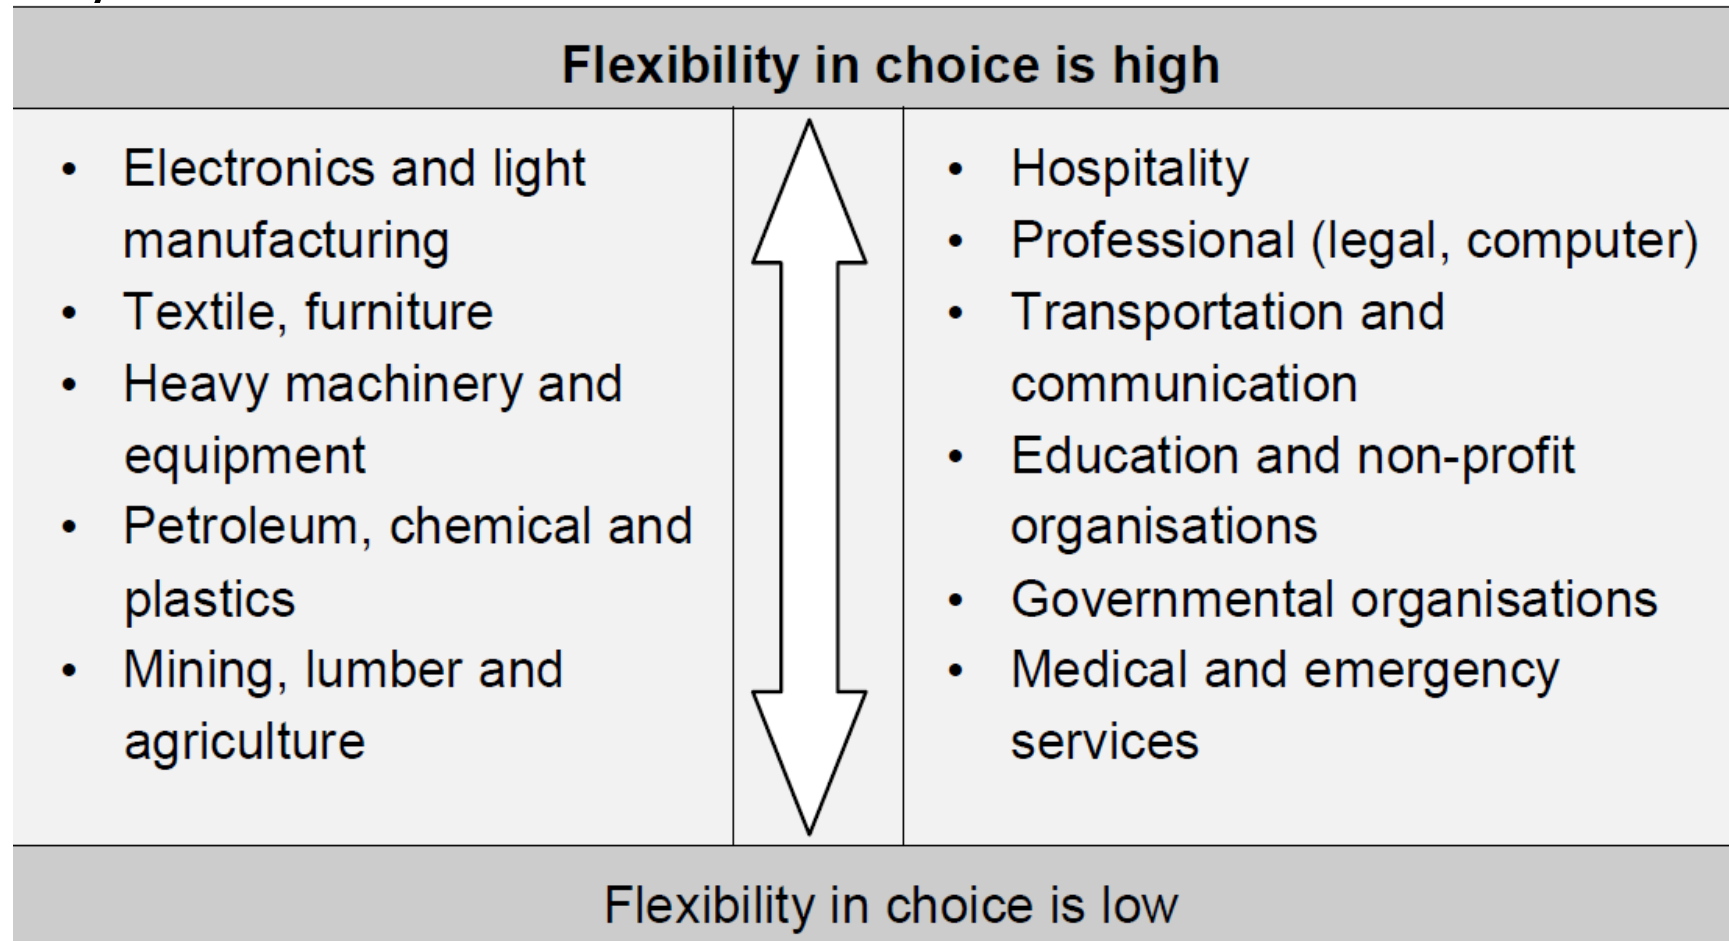 Flexibility in choice is high
• Electronics and light
manufacturing
• Textile, furniture
• Heavy machinery and
equipment
• Petroleum, chemical and
plastics
• Mining, lumber and
agriculture
• Hospitality
• Professional (legal, computer)
• Transportation and
communication
• Education and non-profit
organisations
• Governmental organisations
• Medical and emergency
services
Flexibility in choice is low